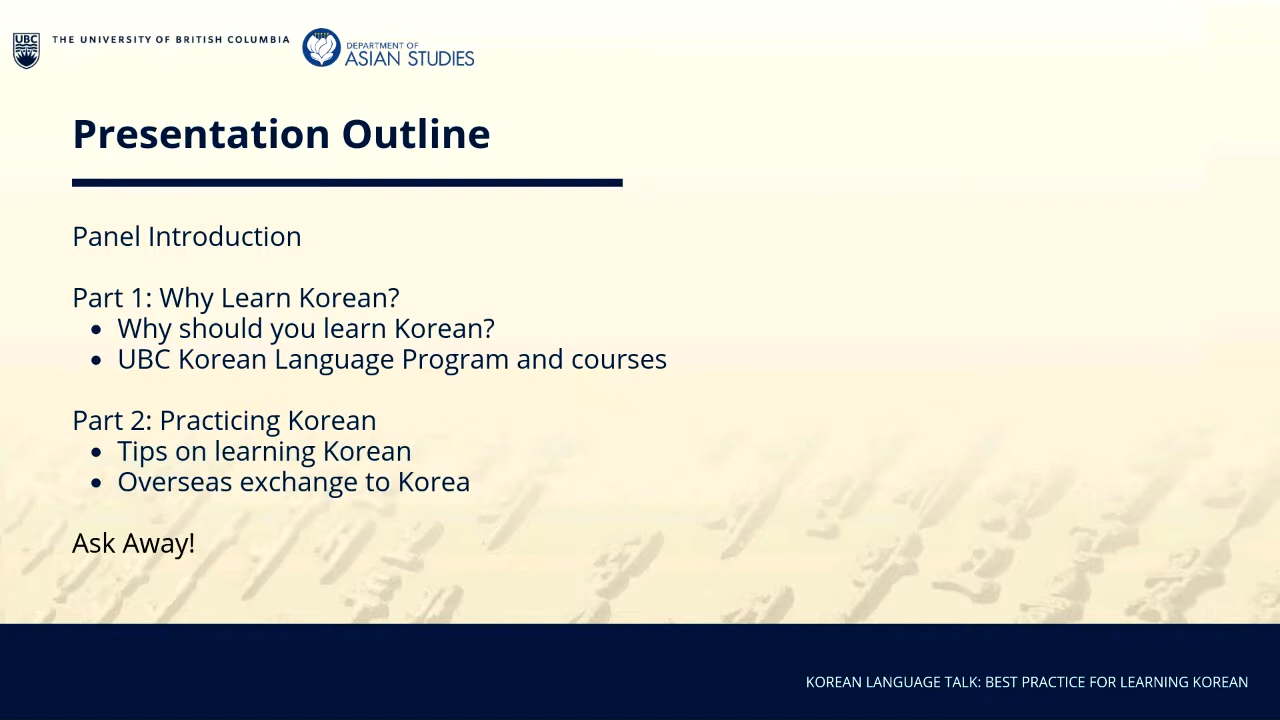 UBC
THE UNIVERSITY OF BRITISH COLUMBIA
DEPARTMENT OF
ASIAN STUDIES
Presentation Outline
Panel Introduction
Part 1: Why Learn Korean?
• Why should you learn Korean?
• UBC Korean Language Program and courses
Part 2: Practicing Korean
• Tips on learning Korean
• Overseas exchange to Korea
Ask Away!
KOREAN LANGUAGE TALK: BEST PRACTICE FOR LEARNING KOREAN